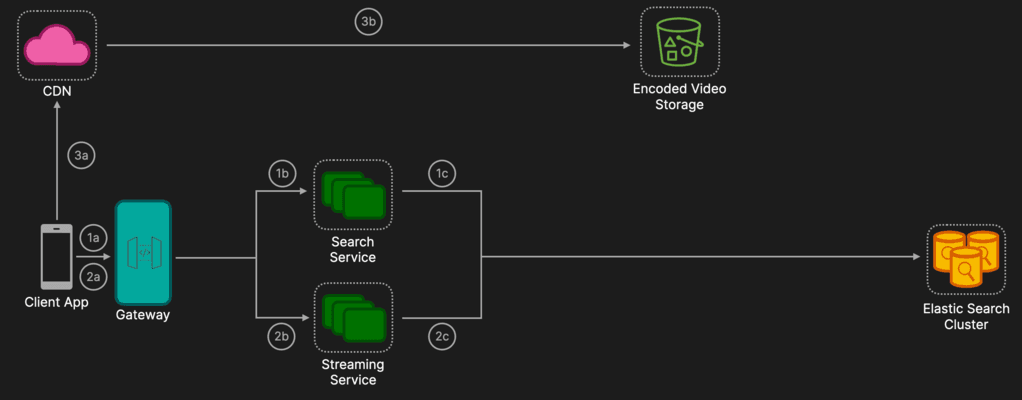 3b
CDN
Encoded Video
Storage
3a
1b
1c
1a
2a
Client App
Gateway
Search
Service
2b
2c
Streaming
Service
Elastic Search
Cluster